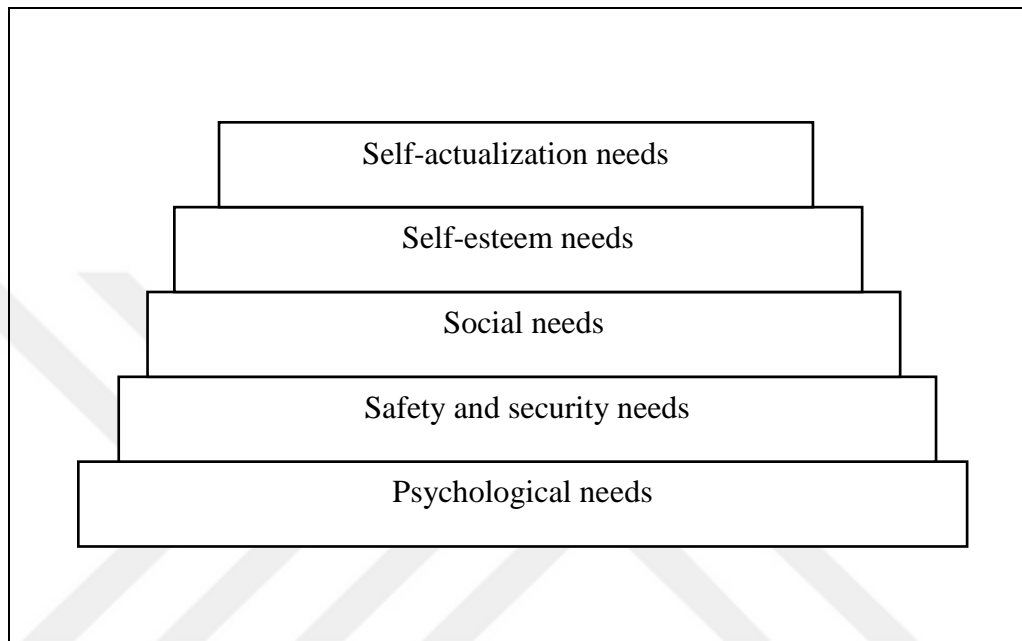 Self-actualization needs
Self-esteem needs
Social needs
Safety and security needs
Psychological needs